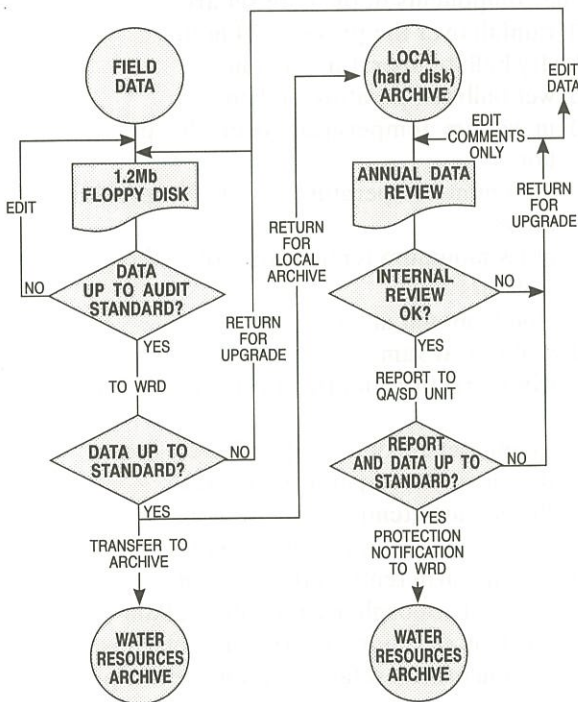 FIELD
DATA
1.2Mb
FLOPPY DISK
EDIT
DATA
UP TO AUDIT
STANDARD?
NO
YES
TO WRD
RETURN
FOR
UPGRADE
DATA UP TO
STANDARD?
NO
YES
TRANSFER TO
ARCHIVE
WATER
RESOURCES
ARCHIVE
RETURN
FOR
LOCAL
ARCHIVE
LOCAL
(hard disk)
ARCHIVE
EDIT
DATA
EDIT
COMMENTS
ONLY
ANNUAL DATA
REVIEW
RETURN
FOR
UPGRADE
INTERNAL
REVIEW
OK?
NO
YES
REPORT TO
QA/SD UNIT
REPORT
AND DATA UP TO
STANDARD?
NO
YES
PROTECTION
NOTIFICATION
TO WRD
WATER
RESOURCES
ARCHIVE